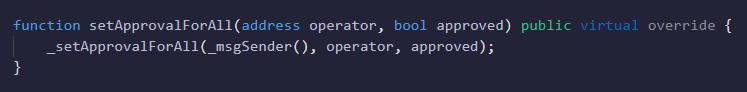 function setApprovalForAll(address operator, bool approved) public virtual override {
    _setApprovalForAll(_msgSender(), operator, approved);
}